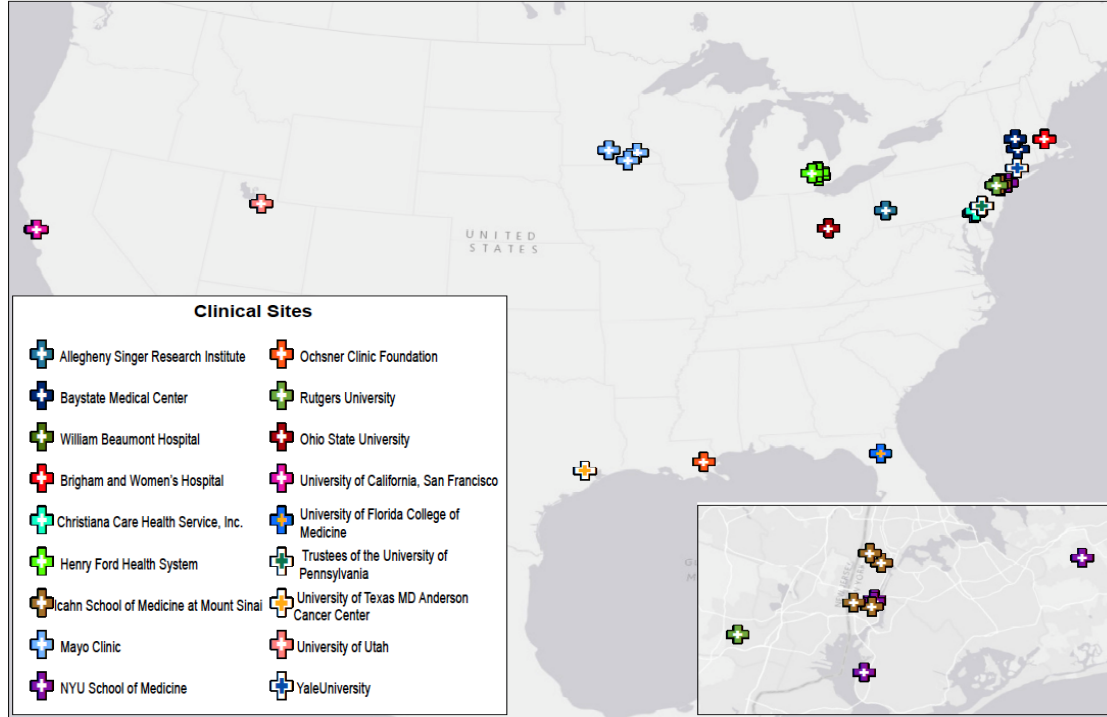 UNITED
STATES
Clinical Sites
Allegheny Singer Research Institute
Baystate Medical Center
William Beaumont Hospital
Brigham and Women's Hospital
Christiana Care Health Service, Inc.
Henry Ford Health System
Icahn School of Medicine at Mount Sinai
Mayo Clinic
NYU School of Medicine
Ochsner Clinic Foundation
Rutgers University
Ohio State University
University of California, San Francisco
University of Florida College of
Medicine
Trustees of the University of
Pennsylvania
University of Texas MD Anderson
Cancer Center
University of Utah
YaleUniversity